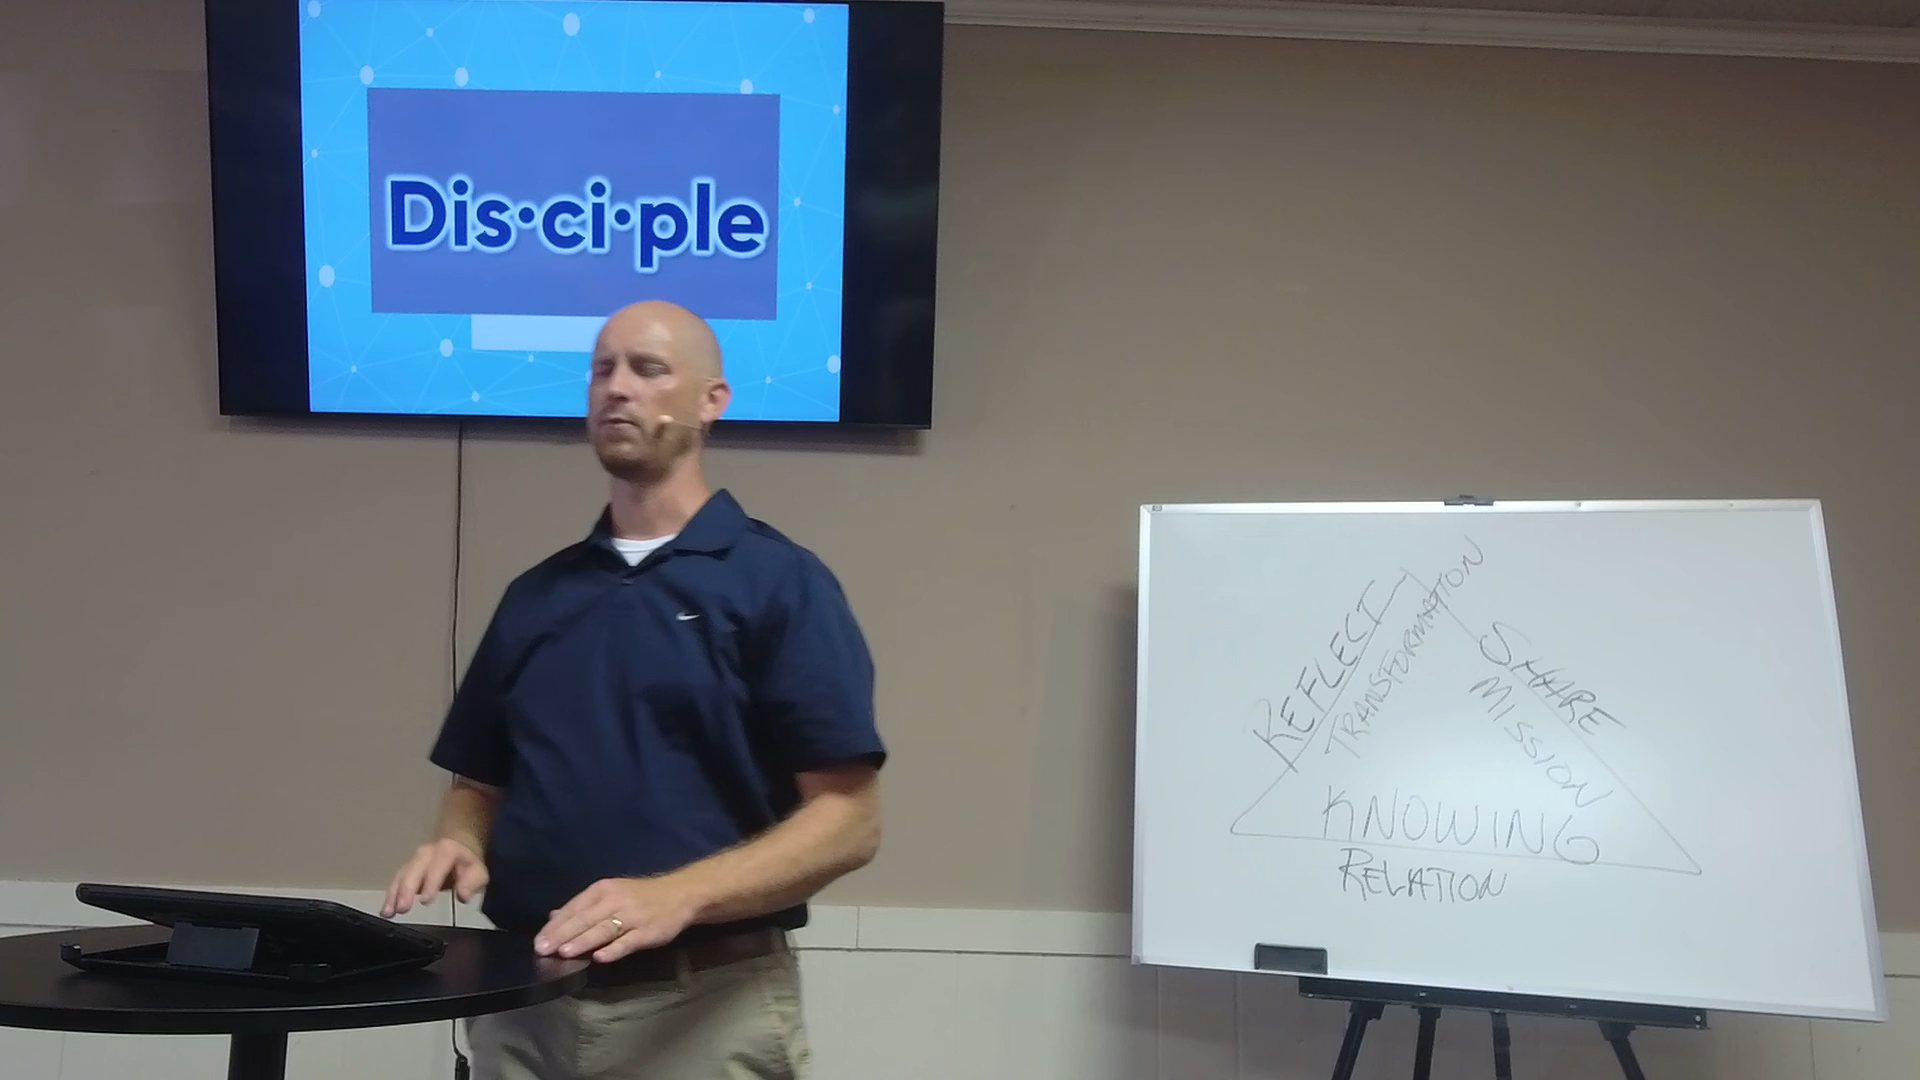 Dis·ci·ple
REFLECT
TRANSFORMATION
SHARE
MISSION
KNOWING
RELATION